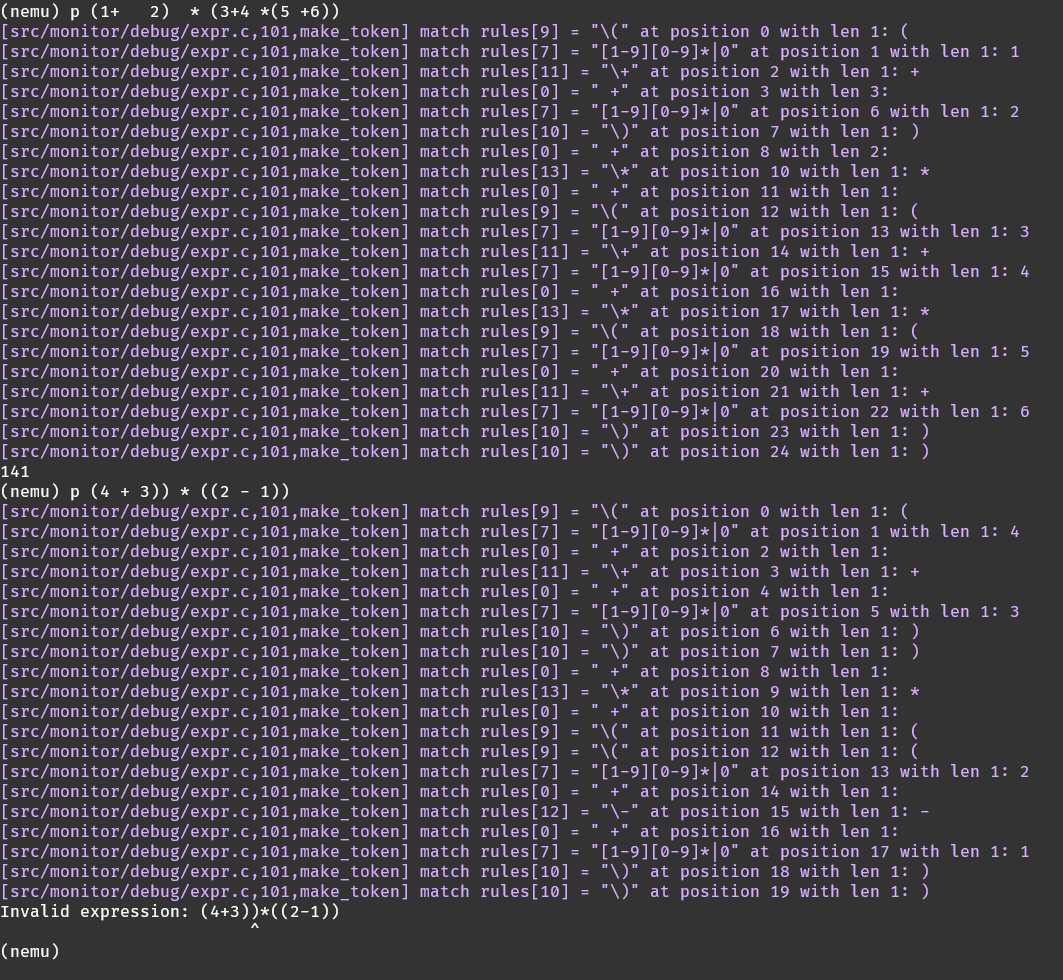 (nemu) p (1+   2)  * (3+4 *(5 +6))
[src/monitor/debug/expr.c,101,make_token] match rules[9] = "\(" at position 0 with len 1: (
[src/monitor/debug/expr.c,101,make_token] match rules[7] = "[1-9][0-9]*|0" at position 1 with len 1: 1
[src/monitor/debug/expr.c,101,make_token] match rules[11] = "\+" at position 2 with len 1: +
[src/monitor/debug/expr.c,101,make_token] match rules[0] = " +" at position 3 with len 3:
[src/monitor/debug/expr.c,101,make_token] match rules[7] = "[1-9][0-9]*|0" at position 6 with len 1: 2
[src/monitor/debug/expr.c,101,make_token] match rules[10] = "\)" at position 7 with len 1: )
[src/monitor/debug/expr.c,101,make_token] match rules[0] = " +" at position 8 with len 2:
[src/monitor/debug/expr.c,101,make_token] match rules[13] = "\*" at position 10 with len 1: *
[src/monitor/debug/expr.c,101,make_token] match rules[0] = " +" at position 11 with len 1:
[src/monitor/debug/expr.c,101,make_token] match rules[9] = "\(" at position 12 with len 1: (
[src/monitor/debug/expr.c,101,make_token] match rules[7] = "[1-9][0-9]*|0" at position 13 with len 1: 3
[src/monitor/debug/expr.c,101,make_token] match rules[11] = "\+" at position 14 with len 1: +
[src/monitor/debug/expr.c,101,make_token] match rules[7] = "[1-9][0-9]*|0" at position 15 with len 1: 4
[src/monitor/debug/expr.c,101,make_token] match rules[0] = " +" at position 16 with len 1:
[src/monitor/debug/expr.c,101,make_token] match rules[13] = "\*" at position 17 with len 1: *
[src/monitor/debug/expr.c,101,make_token] match rules[9] = "\(" at position 18 with len 1: (
[src/monitor/debug/expr.c,101,make_token] match rules[7] = "[1-9][0-9]*|0" at position 19 with len 1: 5
[src/monitor/debug/expr.c,101,make_token] match rules[0] = " +" at position 20 with len 1:
[src/monitor/debug/expr.c,101,make_token] match rules[11] = "\+" at position 21 with len 1: +
[src/monitor/debug/expr.c,101,make_token] match rules[7] = "[1-9][0-9]*|0" at position 22 with len 1: 6
[src/monitor/debug/expr.c,101,make_token] match rules[10] = "\)" at position 23 with len 1: )
[src/monitor/debug/expr.c,101,make_token] match rules[10] = "\)" at position 24 with len 1: )
141
(nemu) p (4 + 3)) * ((2 - 1))
[src/monitor/debug/expr.c,101,make_token] match rules[9] = "\(" at position 0 with len 1: (
[src/monitor/debug/expr.c,101,make_token] match rules[7] = "[1-9][0-9]*|0" at position 1 with len 1: 4
[src/monitor/debug/expr.c,101,make_token] match rules[0] = " +" at position 2 with len 1:
[src/monitor/debug/expr.c,101,make_token] match rules[11] = "\+" at position 3 with len 1: +
[src/monitor/debug/expr.c,101,make_token] match rules[0] = " +" at position 4 with len 1:
[src/monitor/debug/expr.c,101,make_token] match rules[7] = "[1-9][0-9]*|0" at position 5 with len 1: 3
[src/monitor/debug/expr.c,101,make_token] match rules[10] = "\)" at position 6 with len 1: )
[src/monitor/debug/expr.c,101,make_token] match rules[10] = "\)" at position 7 with len 1: )
[src/monitor/debug/expr.c,101,make_token] match rules[0] = " +" at position 8 with len 1:
[src/monitor/debug/expr.c,101,make_token] match rules[13] = "\*" at position 9 with len 1: *
[src/monitor/debug/expr.c,101,make_token] match rules[0] = " +" at position 10 with len 1:
[src/monitor/debug/expr.c,101,make_token] match rules[9] = "\(" at position 11 with len 1: (
[src/monitor/debug/expr.c,101,make_token] match rules[9] = "\(" at position 12 with len 1: (
[src/monitor/debug/expr.c,101,make_token] match rules[7] = "[1-9][0-9]*|0" at position 13 with len 1: 2
[src/monitor/debug/expr.c,101,make_token] match rules[0] = " +" at position 14 with len 1:
[src/monitor/debug/expr.c,101,make_token] match rules[12] = "\-" at position 15 with len 1: -
[src/monitor/debug/expr.c,101,make_token] match rules[0] = " +" at position 16 with len 1:
[src/monitor/debug/expr.c,101,make_token] match rules[7] = "[1-9][0-9]*|0" at position 17 with len 1: 1
[src/monitor/debug/expr.c,101,make_token] match rules[10] = "\)" at position 18 with len 1: )
[src/monitor/debug/expr.c,101,make_token] match rules[10] = "\)" at position 19 with len 1: )
Invalid expression: (4+3))*((2-1))
                         ^
(nemu)